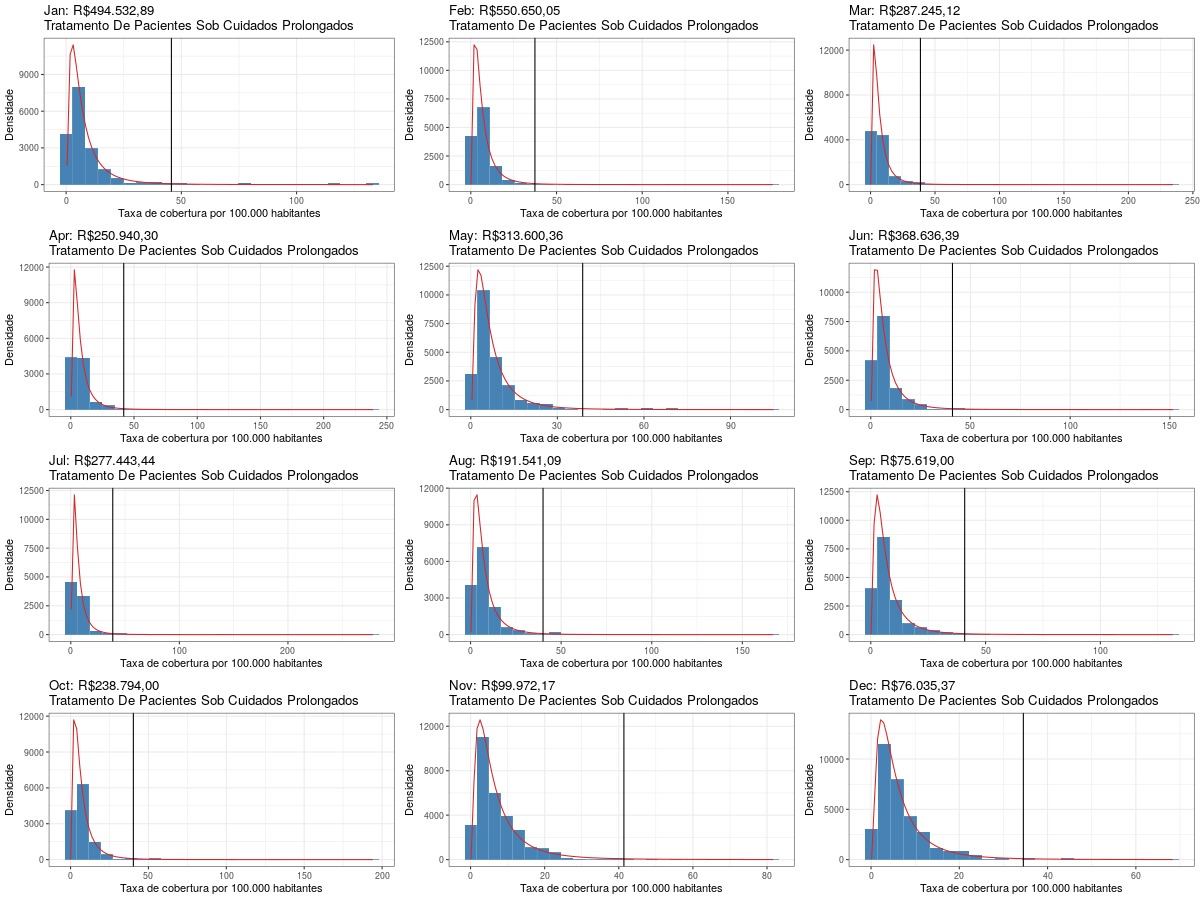 Jan: R$494.532,89
Tratamento De Pacientes Sob Cuidados Prolongados
Densidade
9000
6000
3000
0
0 50 100
Taxa de cobertura por 100.000 habitantes
Feb: R$550.650,05
Tratamento De Pacientes Sob Cuidados Prolongados
Densidade
12500
10000
7500
5000
2500
0
0 50 100 150
Taxa de cobertura por 100.000 habitantes
Mar: R$287.245,12
Tratamento De Pacientes Sob Cuidados Prolongados
Densidade
12000
8000
4000
0
0 50 100 150 200 250
Taxa de cobertura por 100.000 habitantes
Apr: R$250.940,30
Tratamento De Pacientes Sob Cuidados Prolongados
Densidade
12000
9000
6000
3000
0
0 50 100 150 200 250
Taxa de cobertura por 100.000 habitantes
May: R$313.600,36
Tratamento De Pacientes Sob Cuidados Prolongados
Densidade
12500
10000
7500
5000
2500
0
0 30 60 90
Taxa de cobertura por 100.000 habitantes
Jun: R$368.636,39
Tratamento De Pacientes Sob Cuidados Prolongados
Densidade
10000
7500
5000
2500
0
0 50 100 150
Taxa de cobertura por 100.000 habitantes
Jul: R$277.443,44
Tratamento De Pacientes Sob Cuidados Prolongados
Densidade
12500
10000
7500
5000
2500
0
0 100 200
Taxa de cobertura por 100.000 habitantes
Aug: R$191.541,09
Tratamento De Pacientes Sob Cuidados Prolongados
Densidade
12000
9000
6000
3000
0
0 50 100 150
Taxa de cobertura por 100.000 habitantes
Sep: R$75.619,00
Tratamento De Pacientes Sob Cuidados Prolongados
Densidade
12500
10000
7500
5000
2500
0
0 50 100
Taxa de cobertura por 100.000 habitantes
Oct: R$238.794,00
Tratamento De Pacientes Sob Cuidados Prolongados
Densidade
12000
9000
6000
3000
0
0 50 100 150 200
Taxa de cobertura por 100.000 habitantes
Nov: R$99.972,17
Tratamento De Pacientes Sob Cuidados Prolongados
Densidade
12000
8000
4000
0
0 20 40 60 80
Taxa de cobertura por 100.000 habitantes
Dec: R$76.035,37
Tratamento De Pacientes Sob Cuidados Prolongados
Densidade
10000
5000
0
0 20 40 60
Taxa de cobertura por 100.000 habitantes